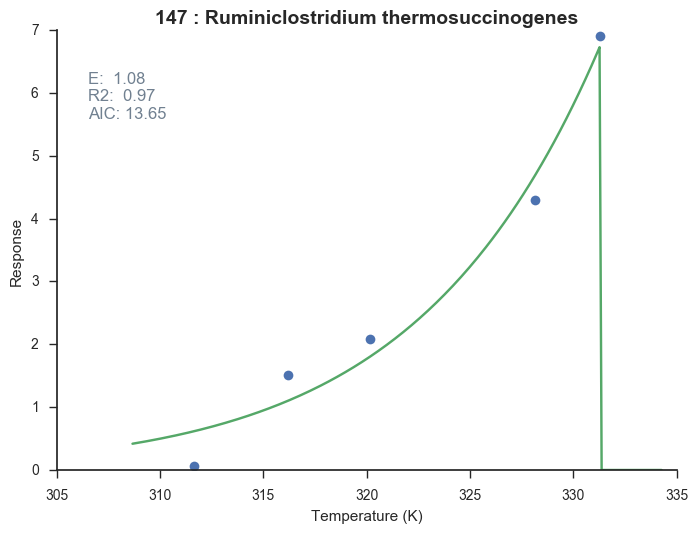 147 : Ruminiclostridium thermosuccinogenes
E:  1.08
R2:  0.97
AIC: 13.65
Response
7
6
5
4
3
2
1
0
305 310 315 320 325 330 335
Temperature (K)